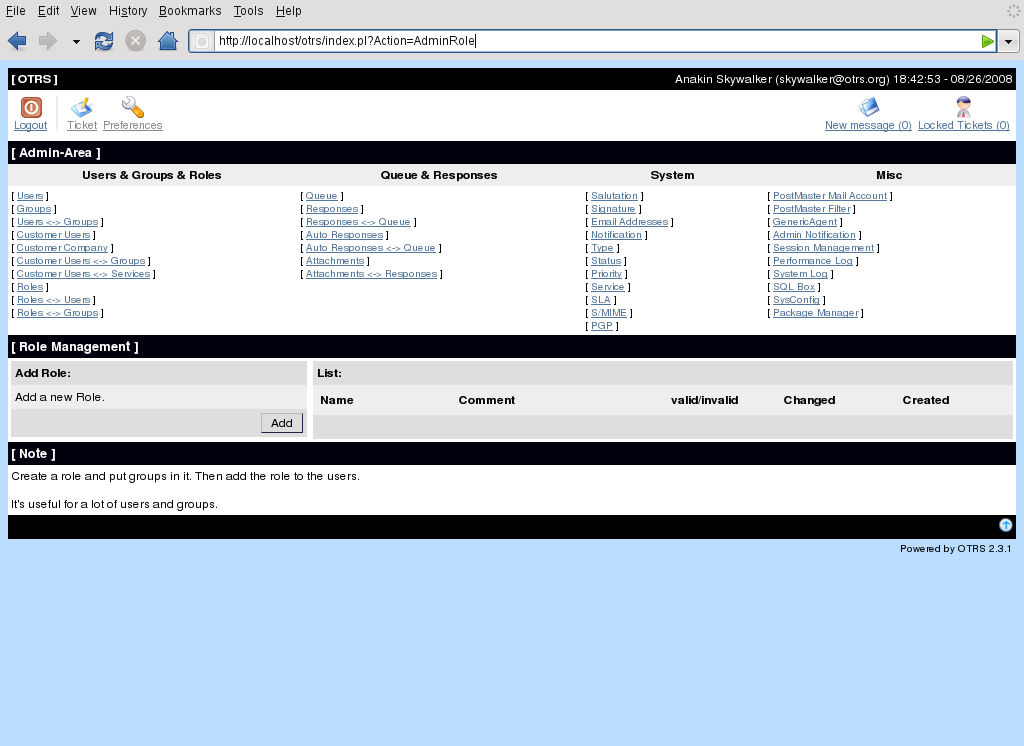 File Edit View History Bookmarks Tools Help
http://localhost/otrs/index.pl?Action=AdminRole
[ OTRS ] Anakin Skywalker (skywalker@otrs.org) 18:42:53 - 08/26/2008
Logout Ticket Preferences New message (0) Locked Tickets (0)
[ Admin-Area ]
Users & Groups & Roles Queue & Responses System Misc
[ Users ] [ Queue ] [ Salutation ] [ PostMaster Mail Account ]
[ Groups ] [ Responses ] [ Signature ] [ PostMaster Filter ]
[ Users <-> Groups ] [ Responses <-> Queue ] [ Email Addresses ] [ GenericAgent ]
[ Customer Users ] [ Auto Responses ] [ Notification ] [ Admin Notification ]
[ Customer Company ] [ Auto Responses <-> Queue ] [ Type ] [ Session Management ]
[ Customer Users <-> Groups ] [ Attachments ] [ Status ] [ Performance Log ]
[ Customer Users <-> Services ] [ Attachments <-> Responses ] [ Priority ] [ System Log ]
[ Roles ] [ Service ] [ SQL Box ]
[ Roles <-> Users ] [ SLA ] [ SysConfig ]
[ Roles <-> Groups ] [ S/MIME ] [ Package Manager ]
[ PGP ]
[ Role Management ]
Add Role: List:
Add a new Role. Name Comment valid/invalid Changed Created
Add
[ Note ]
Create a role and put groups in it. Then add the role to the users.
It's useful for a lot of users and groups.
Powered by OTRS 2.3.1